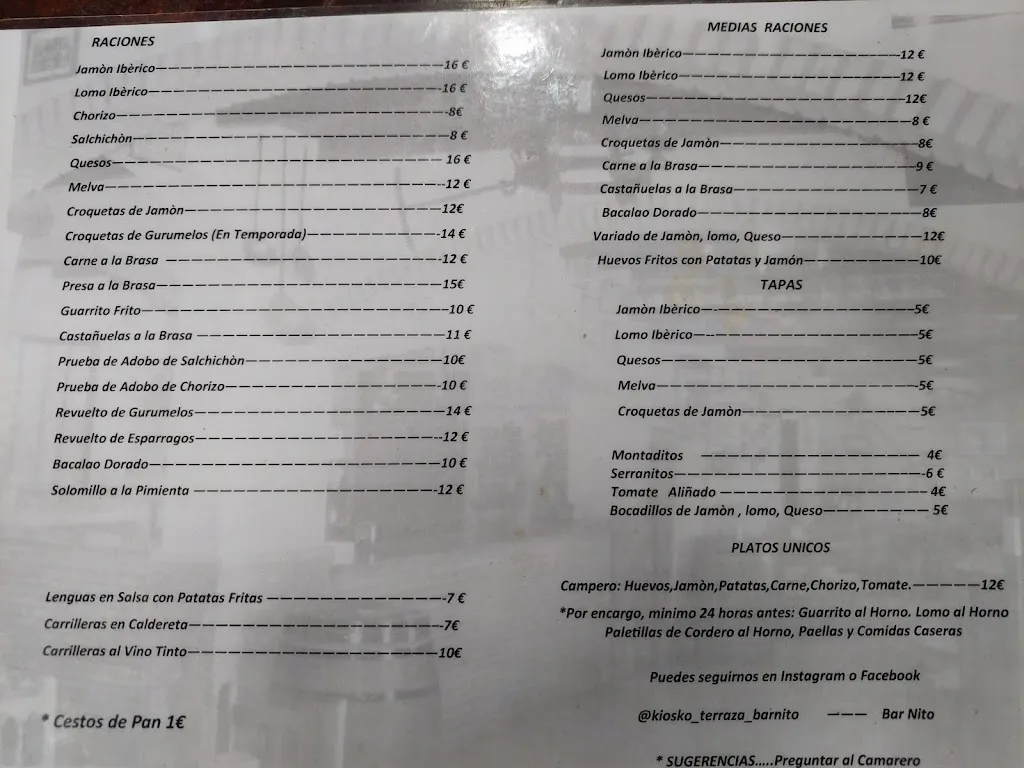 RACIONES
Jamòn Ibèrico 16 €
Lomo Ibèrico 16 €
Chorizo 8€
Salchichòn 8 €
Quesos 16 €
Melva 12 €
Croquetas de Jamòn 12€
Croquetas de Gurumelos (En Temporada) 14 €
Carne a la Brasa 12 €
Presa a la Brasa 15€
Guarrito Frito 10 €
Castañuelas a la Brasa 11 €
Prueba de Adobo de Salchichòn 10€
Prueba de Adobo de Chorizo 10 €
Revuelto de Gurumelos 14 €
Revuelto de Esparragos 12 €
Bacalao Dorado 10 €
Solomillo a la Pimienta 12 €
Lenguas en Salsa con Patatas Fritas 7 €
Carrilleras en Caldereta 7€
Carrilleras al Vino Tinto 10€
* Cestos de Pan 1€
MEDIAS RACIONES
Jamòn Ibèrico 12 €
Lomo Ibèrico 12 €
Quesos 12€
Melva 8 €
Croquetas de Jamòn 8€
Carne a la Brasa 9 €
Castañuelas a la Brasa 7 €
Bacalao Dorado 8€
Variado de Jamòn, lomo, Queso 12€
Huevos Fritos con Patatas y Jamón 10€
TAPAS
Jamòn Ibèrico 5€
Lomo Ibèrico 5€
Quesos 5€
Melva 5€
Croquetas de Jamòn 5€
Montaditos 4€
Serranitos 6 €
Tomate Aliñado 4€
Bocadillos de Jamòn , lomo, Queso 5€
PLATOS UNICOS
Campero: Huevos,Jamòn,Patatas,Carne,Chorizo,Tomate. 12€
*Por encargo, minimo 24 horas antes: Guarrito al Horno. Lomo al Horno
Paletillas de Cordero al Horno, Paellas y Comidas Caseras
Puedes seguirnos en Instagram o Facebook
@kiosko_terraza_barnito ——— Bar Nito
* SUGERENCIAS.....Preguntar al Camarero